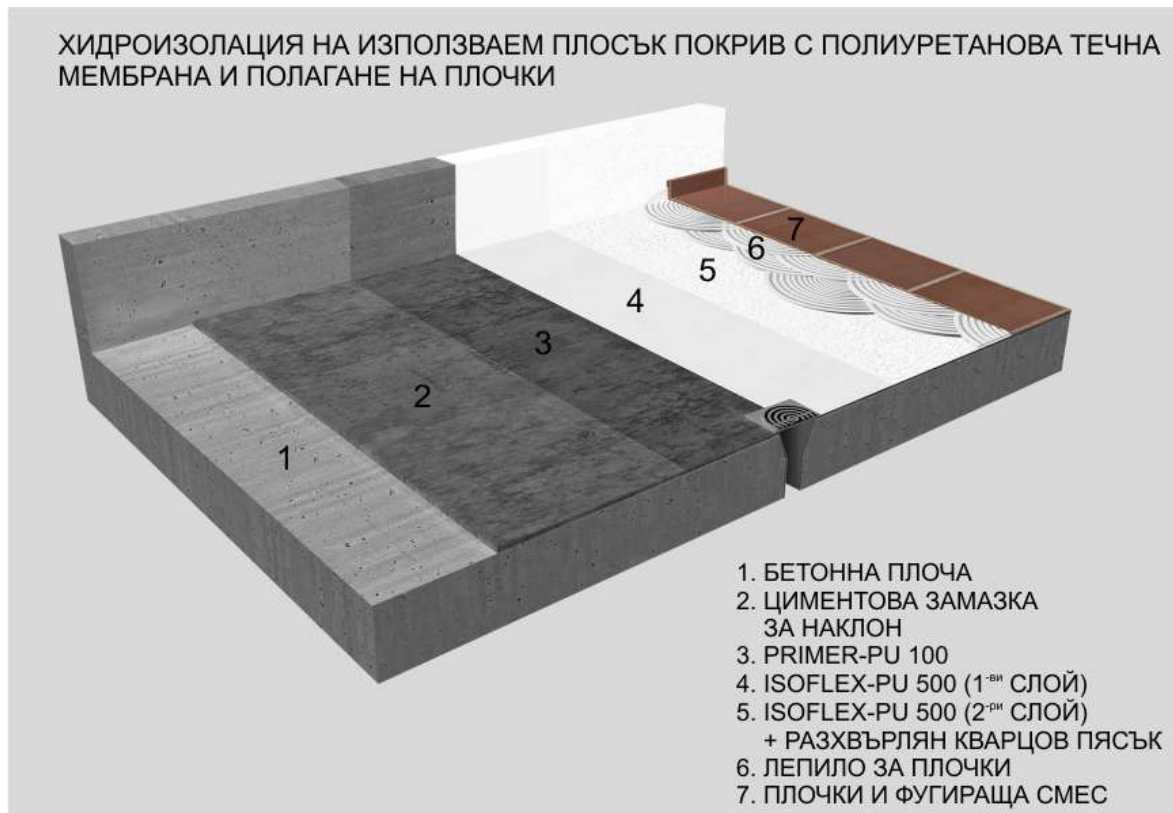 ХИДРОИЗОЛАЦИЯ НА ИЗПОЛЗВАЕМ ПЛОСЪК ПОКРИВ С ПОЛИУРЕТАНОВА ТЕЧНА
МЕМБРАНА И ПОЛАГАНЕ НА ПЛОЧКИ
1
2
3
4
5
6
7
1. БЕТОННА ПЛОЧА
2. ЦИМЕНТОВА ЗАМАЗКА
ЗА НАКЛОН
3. PRIMER-PU 100
4. ISOFLEX-PU 500 (1-ви СЛОЙ)
5. ISOFLEX-PU 500 (2-ри СЛОЙ)
+ РАЗХВЪРЛЯН КВАРЦОВ ПЯСЪК
6. ЛЕПИЛО ЗА ПЛОЧКИ
7. ПЛОЧКИ И ФУГИРАЩА СМЕС